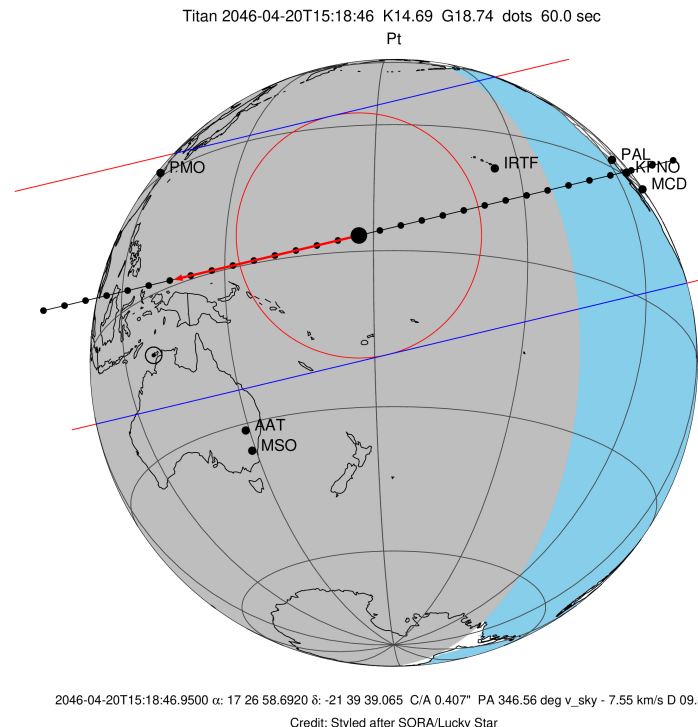 Titan 2046-04-20T15:18:46  K14.69  G18.74  dots  60.0 sec
Pt
PMO
IRTF
PAL
KPNO
MCD
AAT
MSO
2046-04-20T15:18:46.9500 α: 17 26 58.6920 δ: -21 39 39.065  C/A 0.407"  PA 346.56 deg v_sky - 7.55 km/s D 09.
Credit: Styled after SORA/Lucky Star